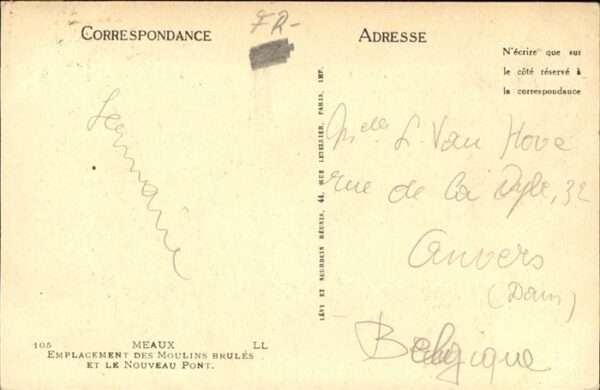 CORRESPONDANCE
FR-
ADRESSE
N'écrire que sur
le côté réservé à
la correspondance
Germaine
LÉVY ET NEURDEIN RÉUNIS, 44, RUE LETELLIER, PARIS, IMP.
Melle S. Van Hove
rue de la Dyle, 32
Anvers
(Dam)
Belgique
105 MEAUX LL
EMPLACEMENT DES MOULINS BRULÉS
ET LE NOUVEAU PONT.